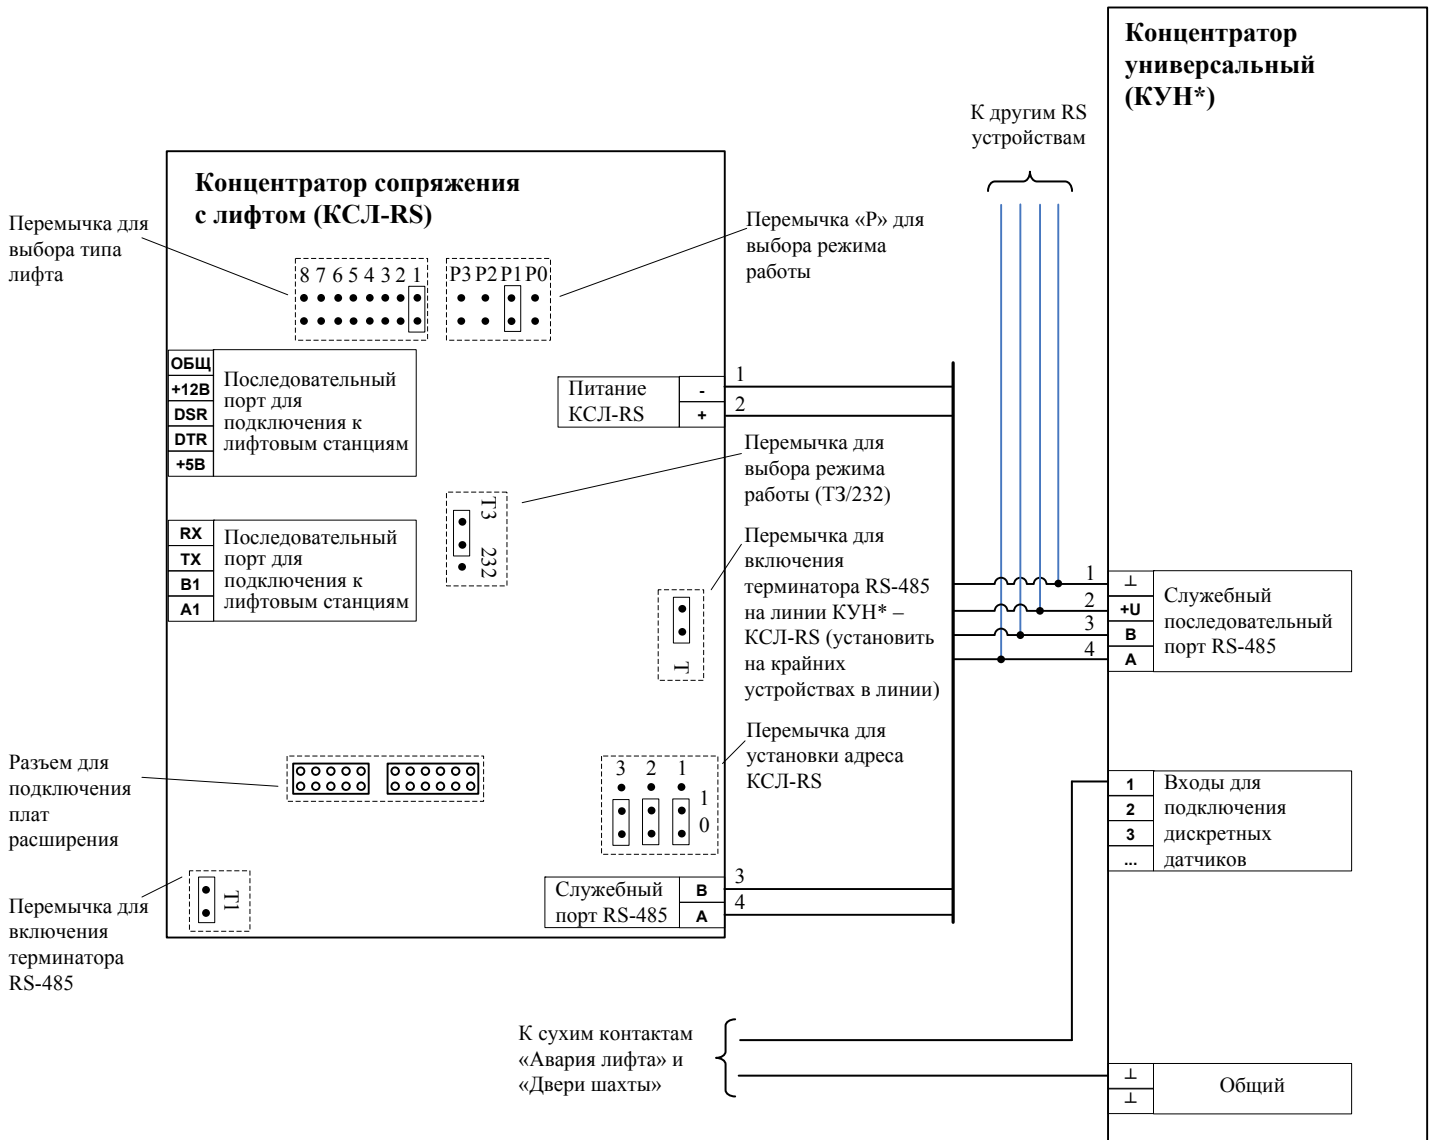 Концентратор
универсальный
(КУН*)
К другим RS
устройствам
Концентратор сопряжения
с лифтом (КСЛ-RS)
Перемычка для
выбора типа
лифта
8 7 6 5 4 3 2 1
P3 P2 P1 P0
Перемычка «Р» для
выбора режима
работы
ОБЩ
+12В
DSR
DTR
+5В
Последовательный
порт для
подключения к
лифтовым станциям
Питание
КСЛ-RS
-
+
1
2
Перемычка для
выбора режима
работы (ТЗ/232)
ТЗ
232
RX
TX
B1
A1
Последовательный
порт для
подключения к
лифтовым станциям
Перемычка для
включения
терминатора RS-485
на линии КУН* –
КСЛ-RS (установить
на крайних
устройствах в линии)
Т
1
2
3
4
⊥
+U
B
A
Служебный
последовательный
порт RS-485
Перемычка для
установки адреса
КСЛ-RS
3 2 1
1
0
Разъем для
подключения
плат
расширения
1
2
3
...
Входы для
подключения
дискретных
датчиков
Т1
Перемычка для
включения
терминатора
RS-485
Служебный
порт RS-485
B
A
3
4
К сухим контактам
«Авария лифта» и
«Двери шахты»
⊥
⊥
Общий